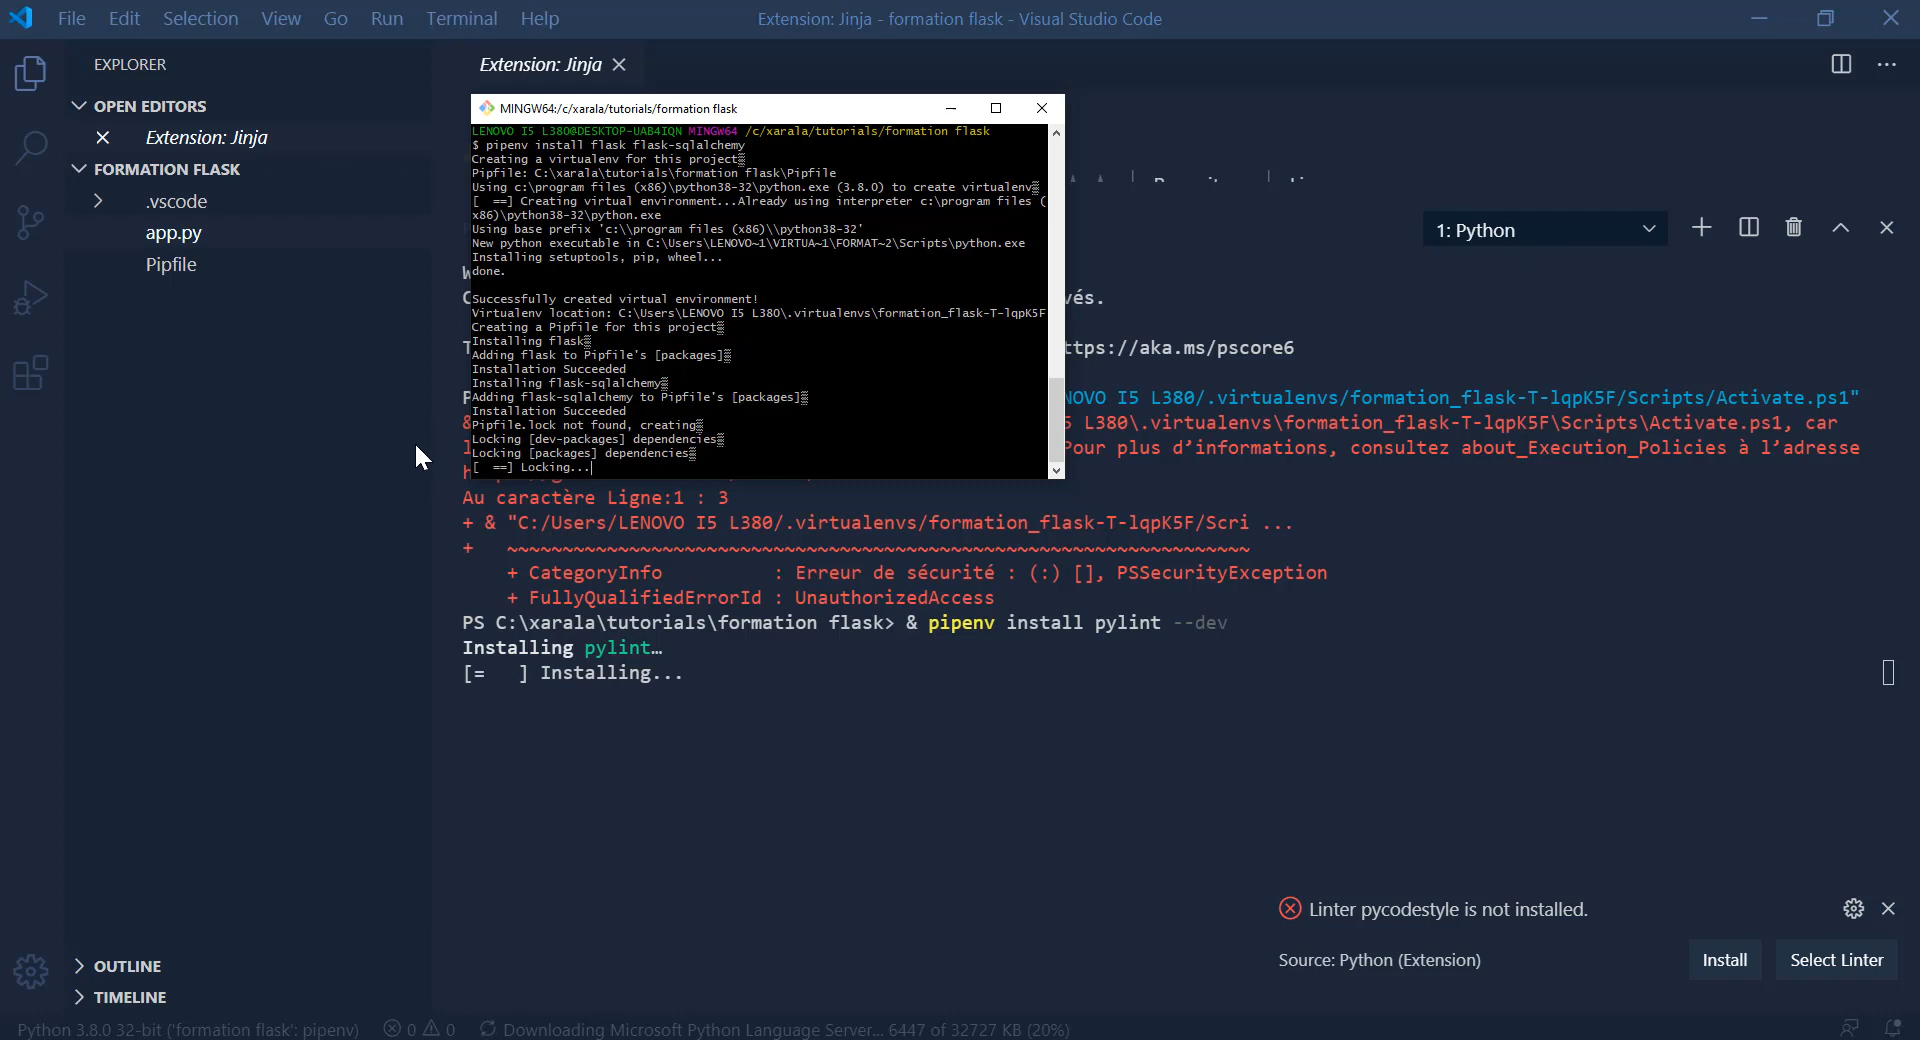 File Edit Selection View Go Run Terminal Help
Extension: Jinja - formation flask - Visual Studio Code
EXPLORER
OPEN EDITORS
Extension: Jinja
FORMATION FLASK
.vscode
app.py
Pipfile
OUTLINE
TIMELINE
Extension: Jinja
MINGW64:/c/xarala/tutorials/formation flask
LENOVO I5 L380@DESKTOP-UAB4IQN MINGW64 /c/xarala/tutorials/formation flask
$ pipenv install flask flask-sqlalchemy
Creating a virtualenv for this project
Pipfile: C:\xarala\tutorials\formation flask\Pipfile
Using c:\program files (x86)\python38-32\python.exe (3.8.0) to create virtualenv
[  ==] Creating virtual environment...Already using interpreter c:\program files (
x86)\python38-32\python.exe
Using base prefix 'c:\\program files (x86)\\python38-32'
New python executable in C:\Users\LENOVO~1\VIRTUA~1\FORMAT~2\Scripts\python.exe
Installing setuptools, pip, wheel...
done.
Successfully created virtual environment!
Virtualenv location: C:\Users\LENOVO I5 L380\.virtualenvs\formation_flask-T-lqpK5F
Creating a Pipfile for this project
Installing flask
Adding flask to Pipfile's [packages]
Installation Succeeded
Installing flask-sqlalchemy
Adding flask-sqlalchemy to Pipfile's [packages]
Installation Succeeded
Pipfile.lock not found, creating
Locking [dev-packages] dependencies
Locking [packages] dependencies
[  ==] Locking...
1: Python
vés.
ttps://aka.ms/pscore6
NOVO I5 L380/.virtualenvs/formation_flask-T-lqpK5F/Scripts/Activate.ps1"
5 L380\.virtualenvs\formation_flask-T-lqpK5F\Scripts\Activate.ps1, car
Pour plus d’informations, consultez about_Execution_Policies à l’adresse
Au caractère Ligne:1 : 3
+ & "C:/Users/LENOVO I5 L380/.virtualenvs/formation_flask-T-lqpK5F/Scri ...
+   ~~~~~~~~~~~~~~~~~~~~~~~~~~~~~~~~~~~~~~~~~~~~~~~~~~~~~~~~~~~~~~~~~~~
+ CategoryInfo          : Erreur de sécurité : (:) [], PSSecurityException
+ FullyQualifiedErrorId : UnauthorizedAccess
PS C:\xarala\tutorials\formation flask> & pipenv install pylint --dev
Installing pylint…
[=   ] Installing...
Linter pycodestyle is not installed.
Source: Python (Extension)
Install
Select Linter
Python 3.8.0 32-bit ('formation flask': pipenv) 0 0 Downloading Microsoft Python Language Server... 6447 of 32727 KB (20%)